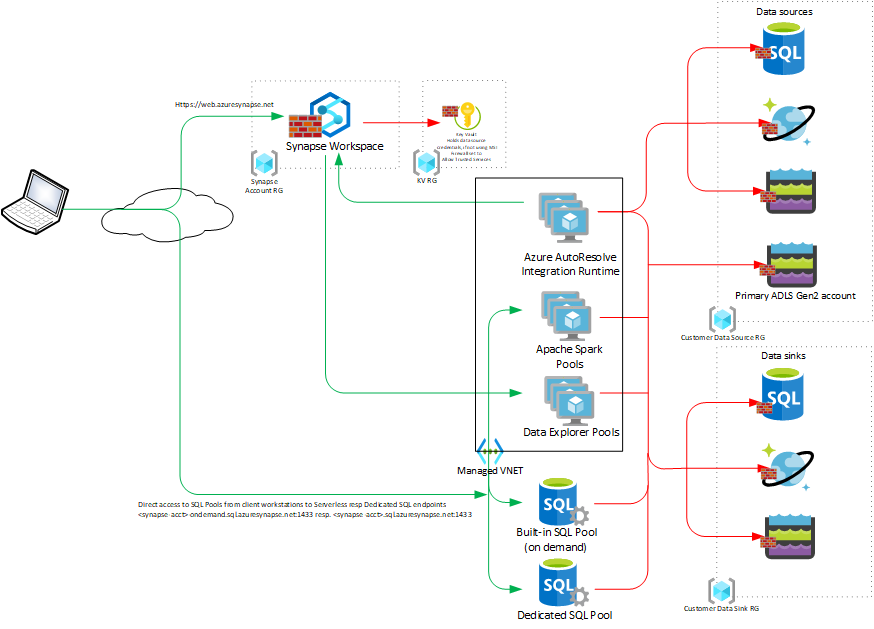 Data sources
SQL
Https://web.azuresynapse.net
Synapse Workspace
Key Vault
Holds data source
credentials, if not using MSI
Firewall set to
Allow Trusted Services
Synapse
Account RG
KV RG
Azure AutoResolve
Integration Runtime
Primary ADLS Gen2 account
Customer Data Source RG
Apache Spark
Pools
Data sinks
SQL
Data Explorer Pools
Managed VNET
Direct access to SQL Pools from client workstations to Serverless resp Dedicated SQL endpoints
<synapse-acct>ondemand.sql.azuresynapse.net:1433 resp. <synapse-acct>.sql.azuresynapse.net:1433
SQL
Built-in SQL Pool
(on demand)
SQL
Dedicated SQL Pool
Customer Data Sink RG